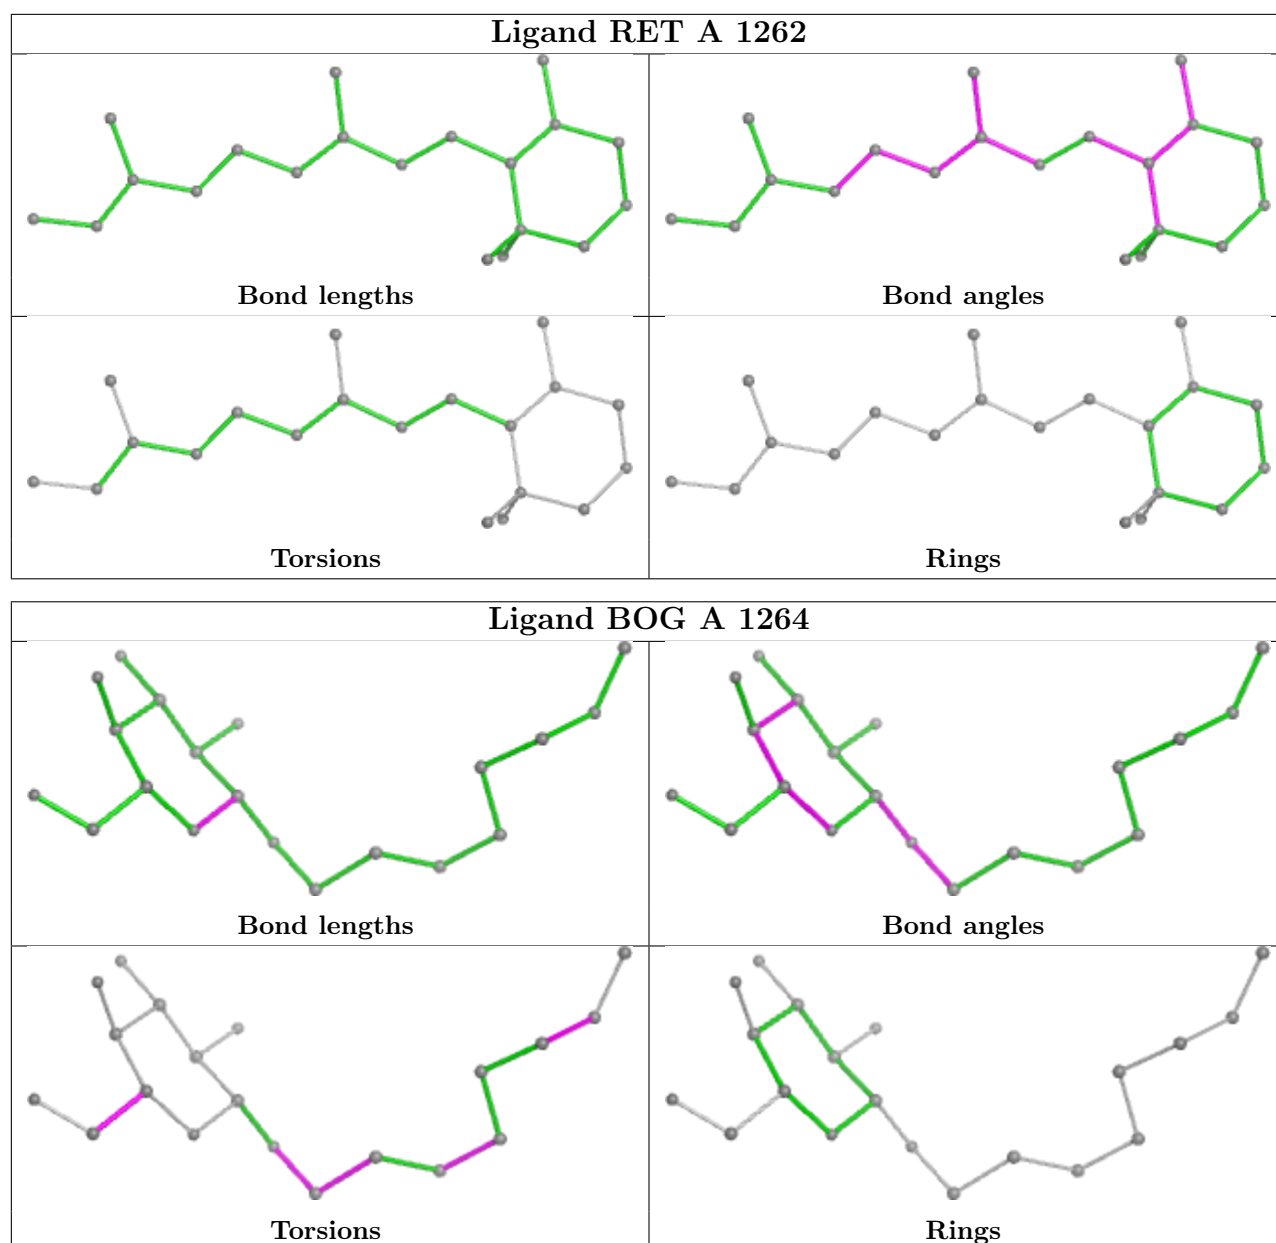 Ligand RET A 1262
Bond lengths
Bond angles
Torsions
Rings
Ligand BOG A 1264
Bond lengths
Bond angles
Torsions
Rings